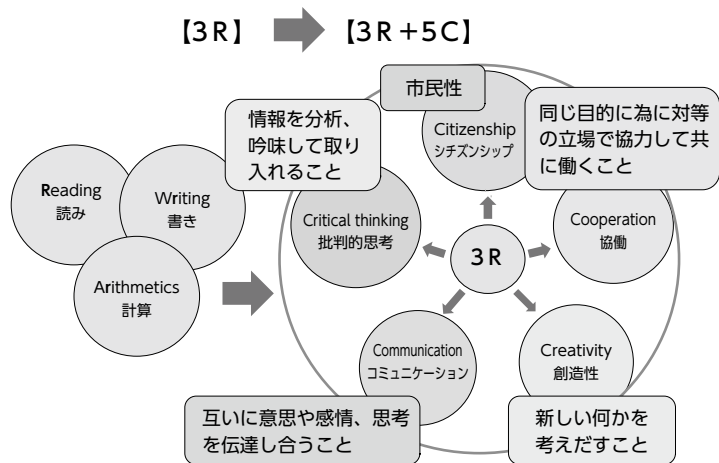 【3R】 【3R+5C】
市民性
Citizenship
シチズンシップ
情報を分析、
吟味して取り
入れること
同じ目的に為に対等
の立場で協力して共
に働くこと
Reading
読み
Writing
書き
Arithmetics
計算
Critical thinking
批判的思考
3R
Cooperation
協働
Communication
コミュニケーション
Creativity
創造性
互いに意思や感情、思考
を伝達し合うこと
新しい何かを
考えだすこと